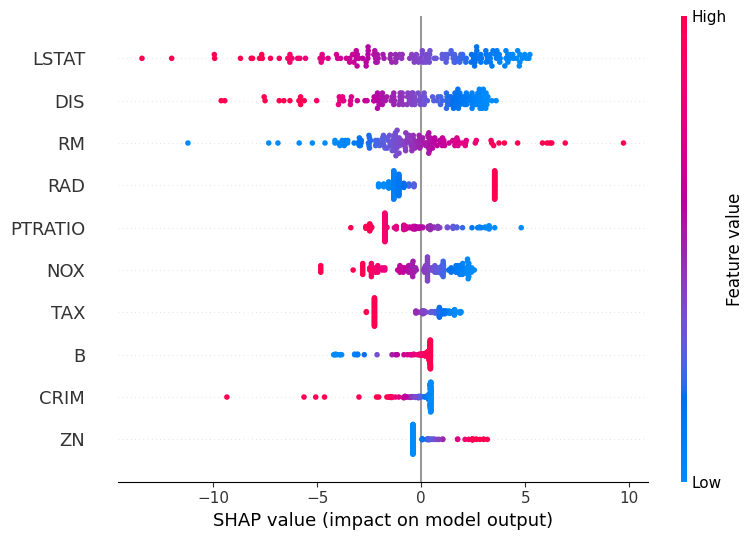 LSTAT
DIS
RM
RAD
PTRATIO
NOX
TAX
B
CRIM
ZN
−10 −5 0 5 10
SHAP value (impact on model output)
High
Feature value
Low